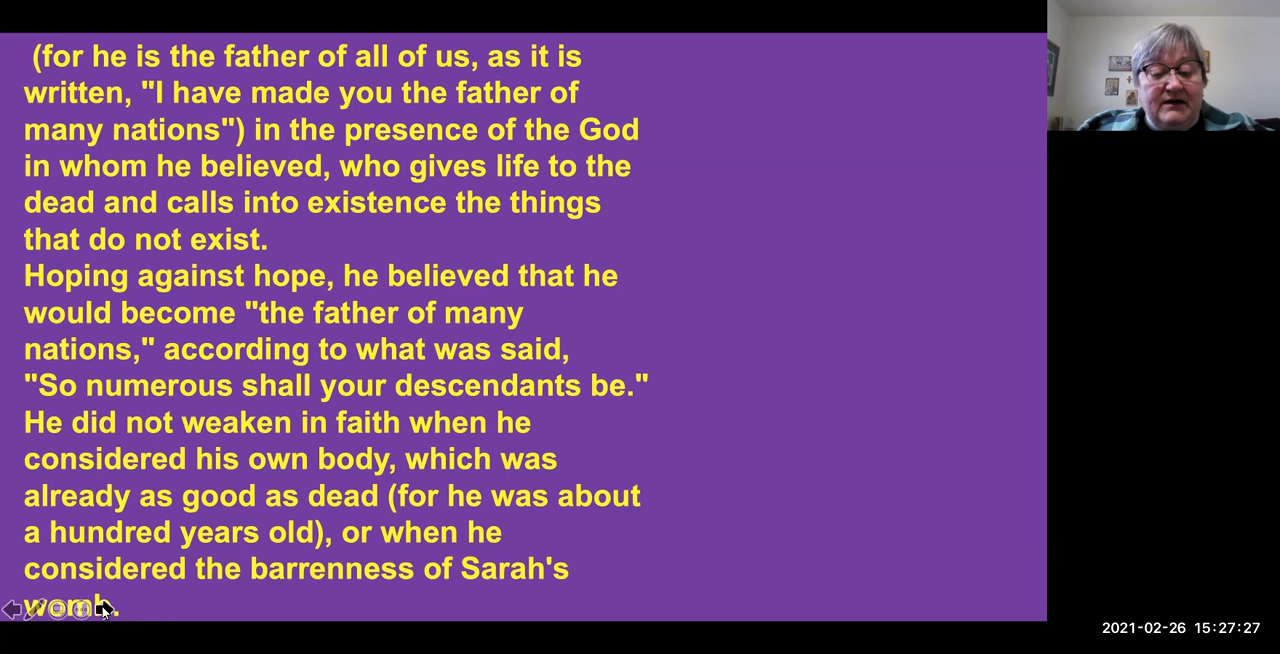 (for he is the father of all of us, as it is
written, "I have made you the father of
many nations") in the presence of the God
in whom he believed, who gives life to the
dead and calls into existence the things
that do not exist.
Hoping against hope, he believed that he
would become "the father of many
nations," according to what was said,
"So numerous shall your descendants be."
He did not weaken in faith when he
considered his own body, which was
already as good as dead (for he was about
a hundred years old), or when he
considered the barrenness of Sarah's
womb.
2021-02-26 15:27:27